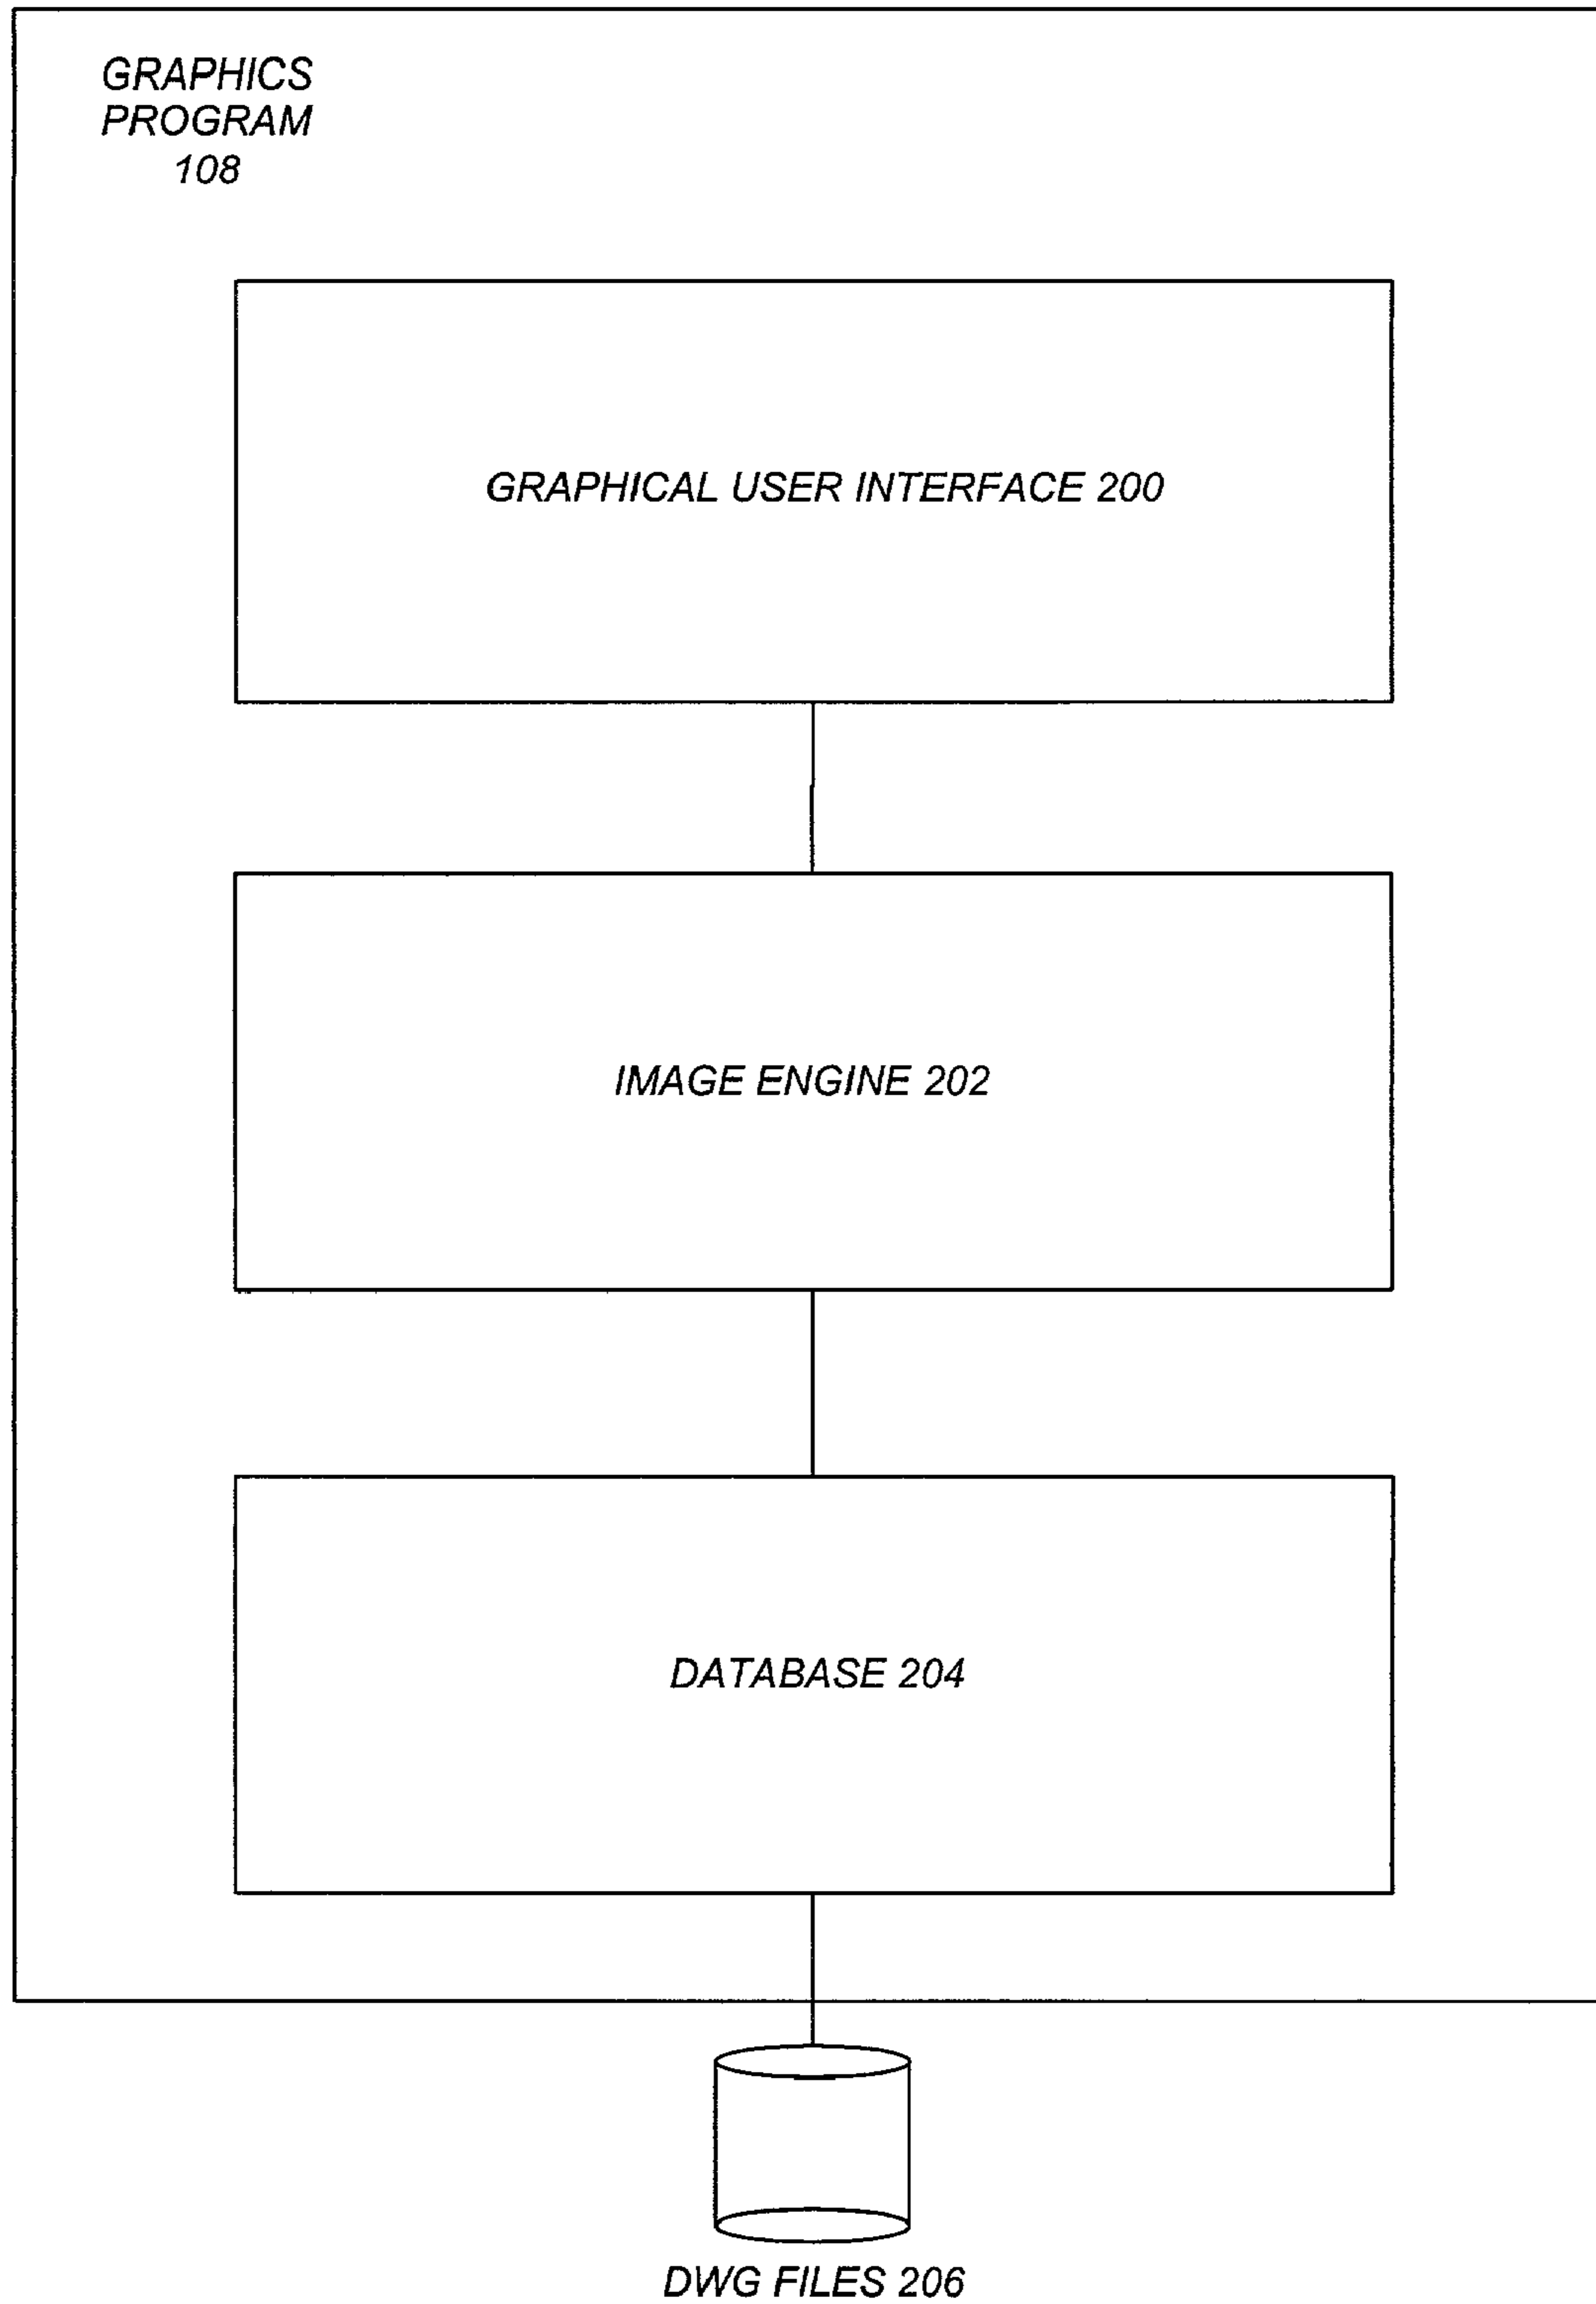 GRAPHICS
PROGRAM
108
GRAPHICAL USER INTERFACE 200
IMAGE ENGINE 202
DATABASE 204
DWG FILES 206